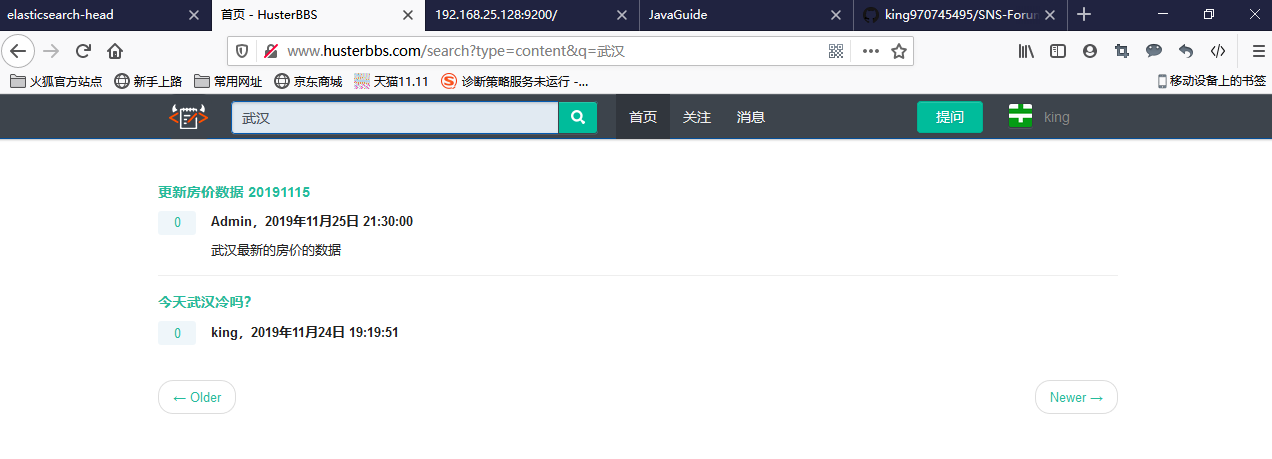 elasticsearch-head
首页 - HusterBBS
192.168.25.128:9200/
JavaGuide
king970745495/SNS-Forum
www.husterbbs.com/search?type=content&q=武汉
火狐官方站点 新手上路 常用网址 京东商城 天猫11.11 诊断策略服务未运行 -... 移动设备上的书签
武汉 首页 关注 消息 提问 king
更新房价数据 20191115
0 Admin，2019年11月25日 21:30:00
武汉最新的房价的数据
今天武汉冷吗？
0 king，2019年11月24日 19:19:51
← Older Newer →